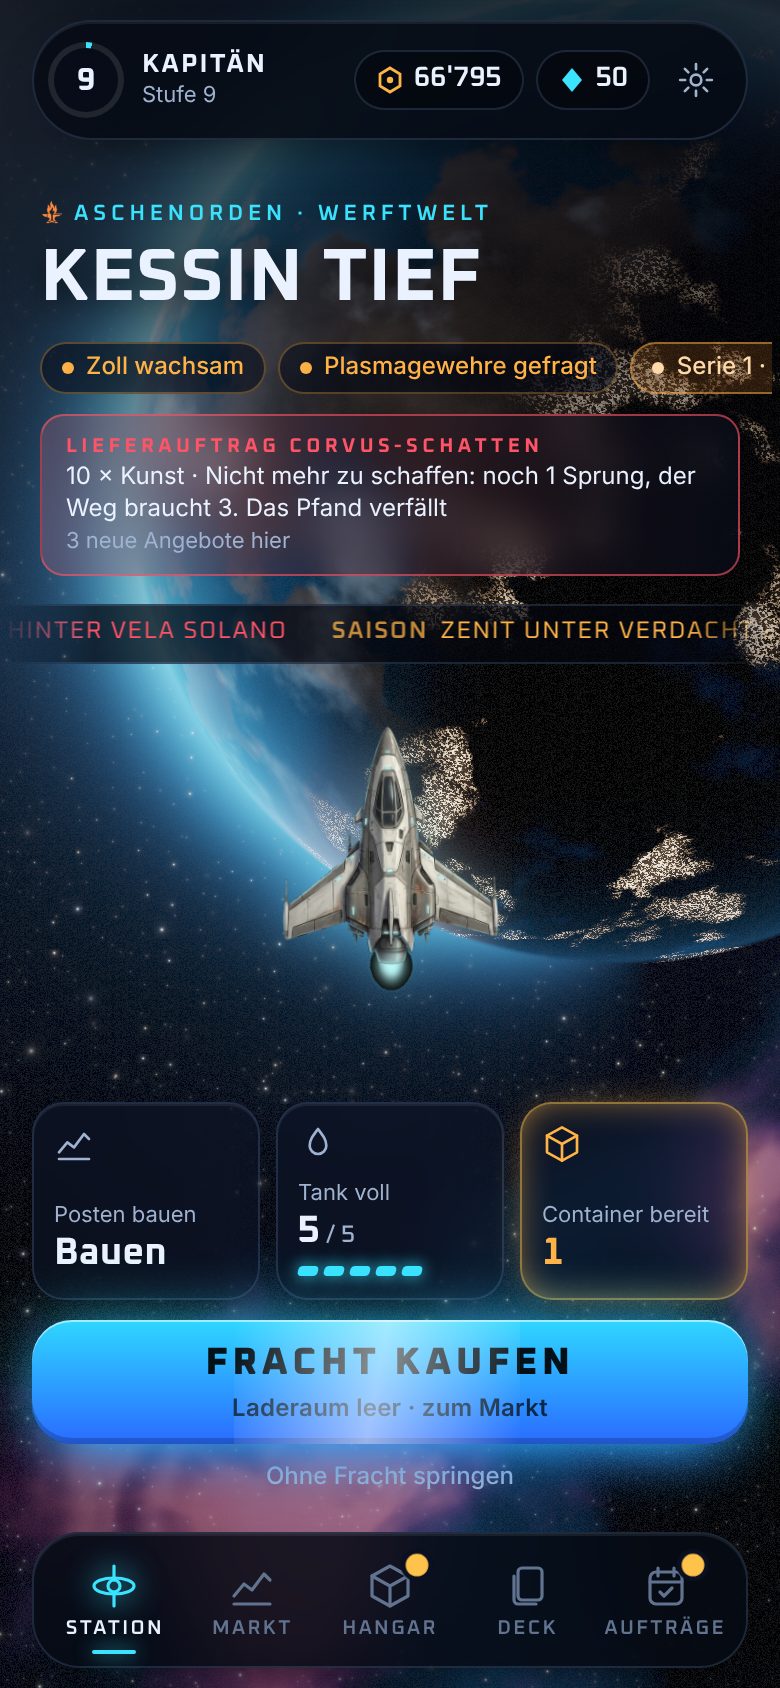 9
KAPITÄN
Stufe 9
66'795
50
ASCHENORDEN · WERFTWELT
KESSIN TIEF
Zoll wachsam
Plasmagewehre gefragt
Serie 1 ·
LIEFERAUFTRAG CORVUS-SCHATTEN
10 × Kunst · Nicht mehr zu schaffen: noch 1 Sprung, der
Weg braucht 3. Das Pfand verfällt
3 neue Angebote hier
HINTER VELA SOLANO SAISON ZENIT UNTER VERDACHT
Posten bauen
Bauen
Tank voll
5 / 5
Container bereit
1
FRACHT KAUFEN
Laderaum leer · zum Markt
Ohne Fracht springen
STATION
MARKT
HANGAR
DECK
AUFTRÄGE